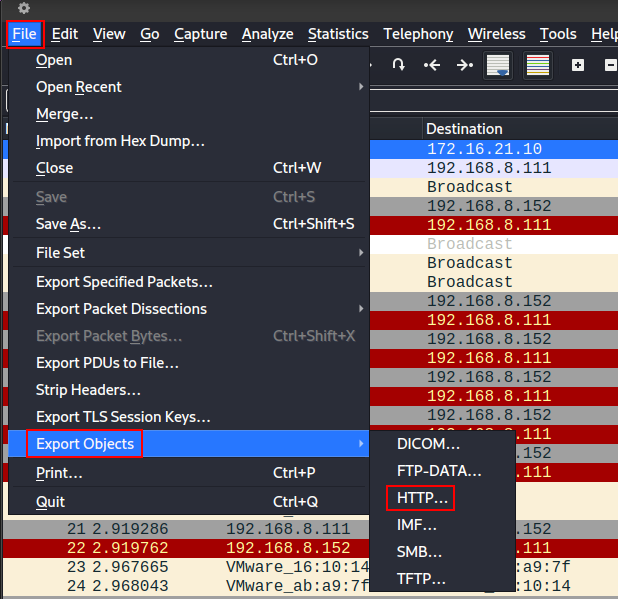 File Edit View Go Capture Analyze Statistics Telephony Wireless Tools Help
Open Ctrl+O
Open Recent
Merge...
Import from Hex Dump...
Close Ctrl+W
Save Ctrl+S
Save As... Ctrl+Shift+S
File Set
Export Specified Packets...
Export Packet Dissections
Export Packet Bytes... Ctrl+Shift+X
Export PDUs to File...
Strip Headers...
Export TLS Session Keys...
Export Objects
Print... Ctrl+P
Quit Ctrl+Q
DICOM...
FTP-DATA...
HTTP...
IMF...
SMB...
TFTP...
Destination
172.16.21.10
192.168.8.111
Broadcast
192.168.8.152
192.168.8.111
Broadcast
Broadcast
Broadcast
192.168.8.152
192.168.8.111
192.168.8.152
192.168.8.111
192.168.8.152
192.168.8.111
192.168.8.152
.111
.152
.111
21 2.919286 192.168.8.111 .152
22 2.919762 192.168.8.152 .111
23 2.967665 VMware_16:10:14 :a9:7f
24 2.968043 VMware_ab:a9:7f :10:14